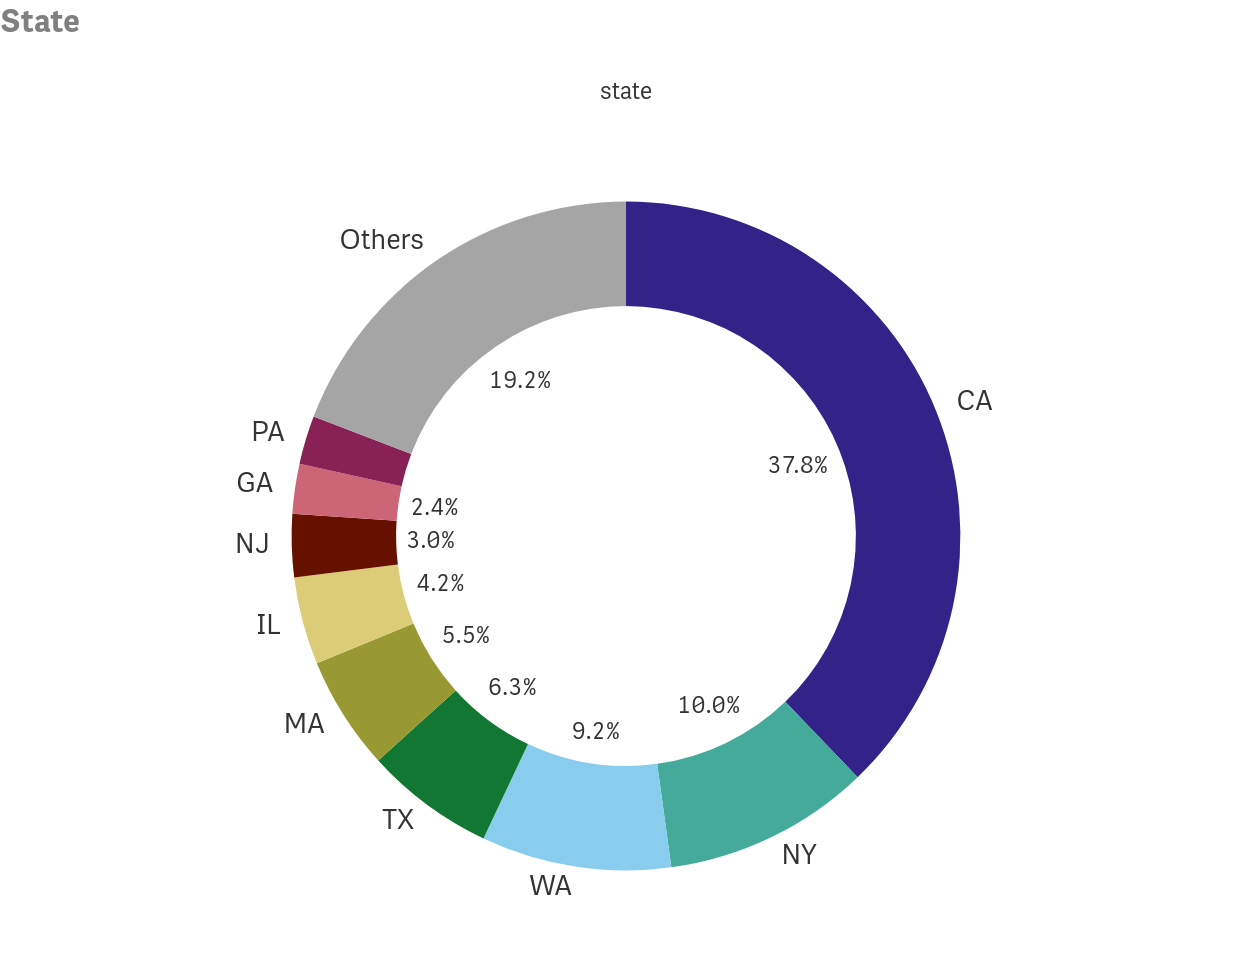 State
state
Others
CA
PA
GA
NJ
IL
MA
TX
WA
NY
19.2%
37.8%
2.4%
3.0%
4.2%
5.5%
6.3%
9.2%
10.0%